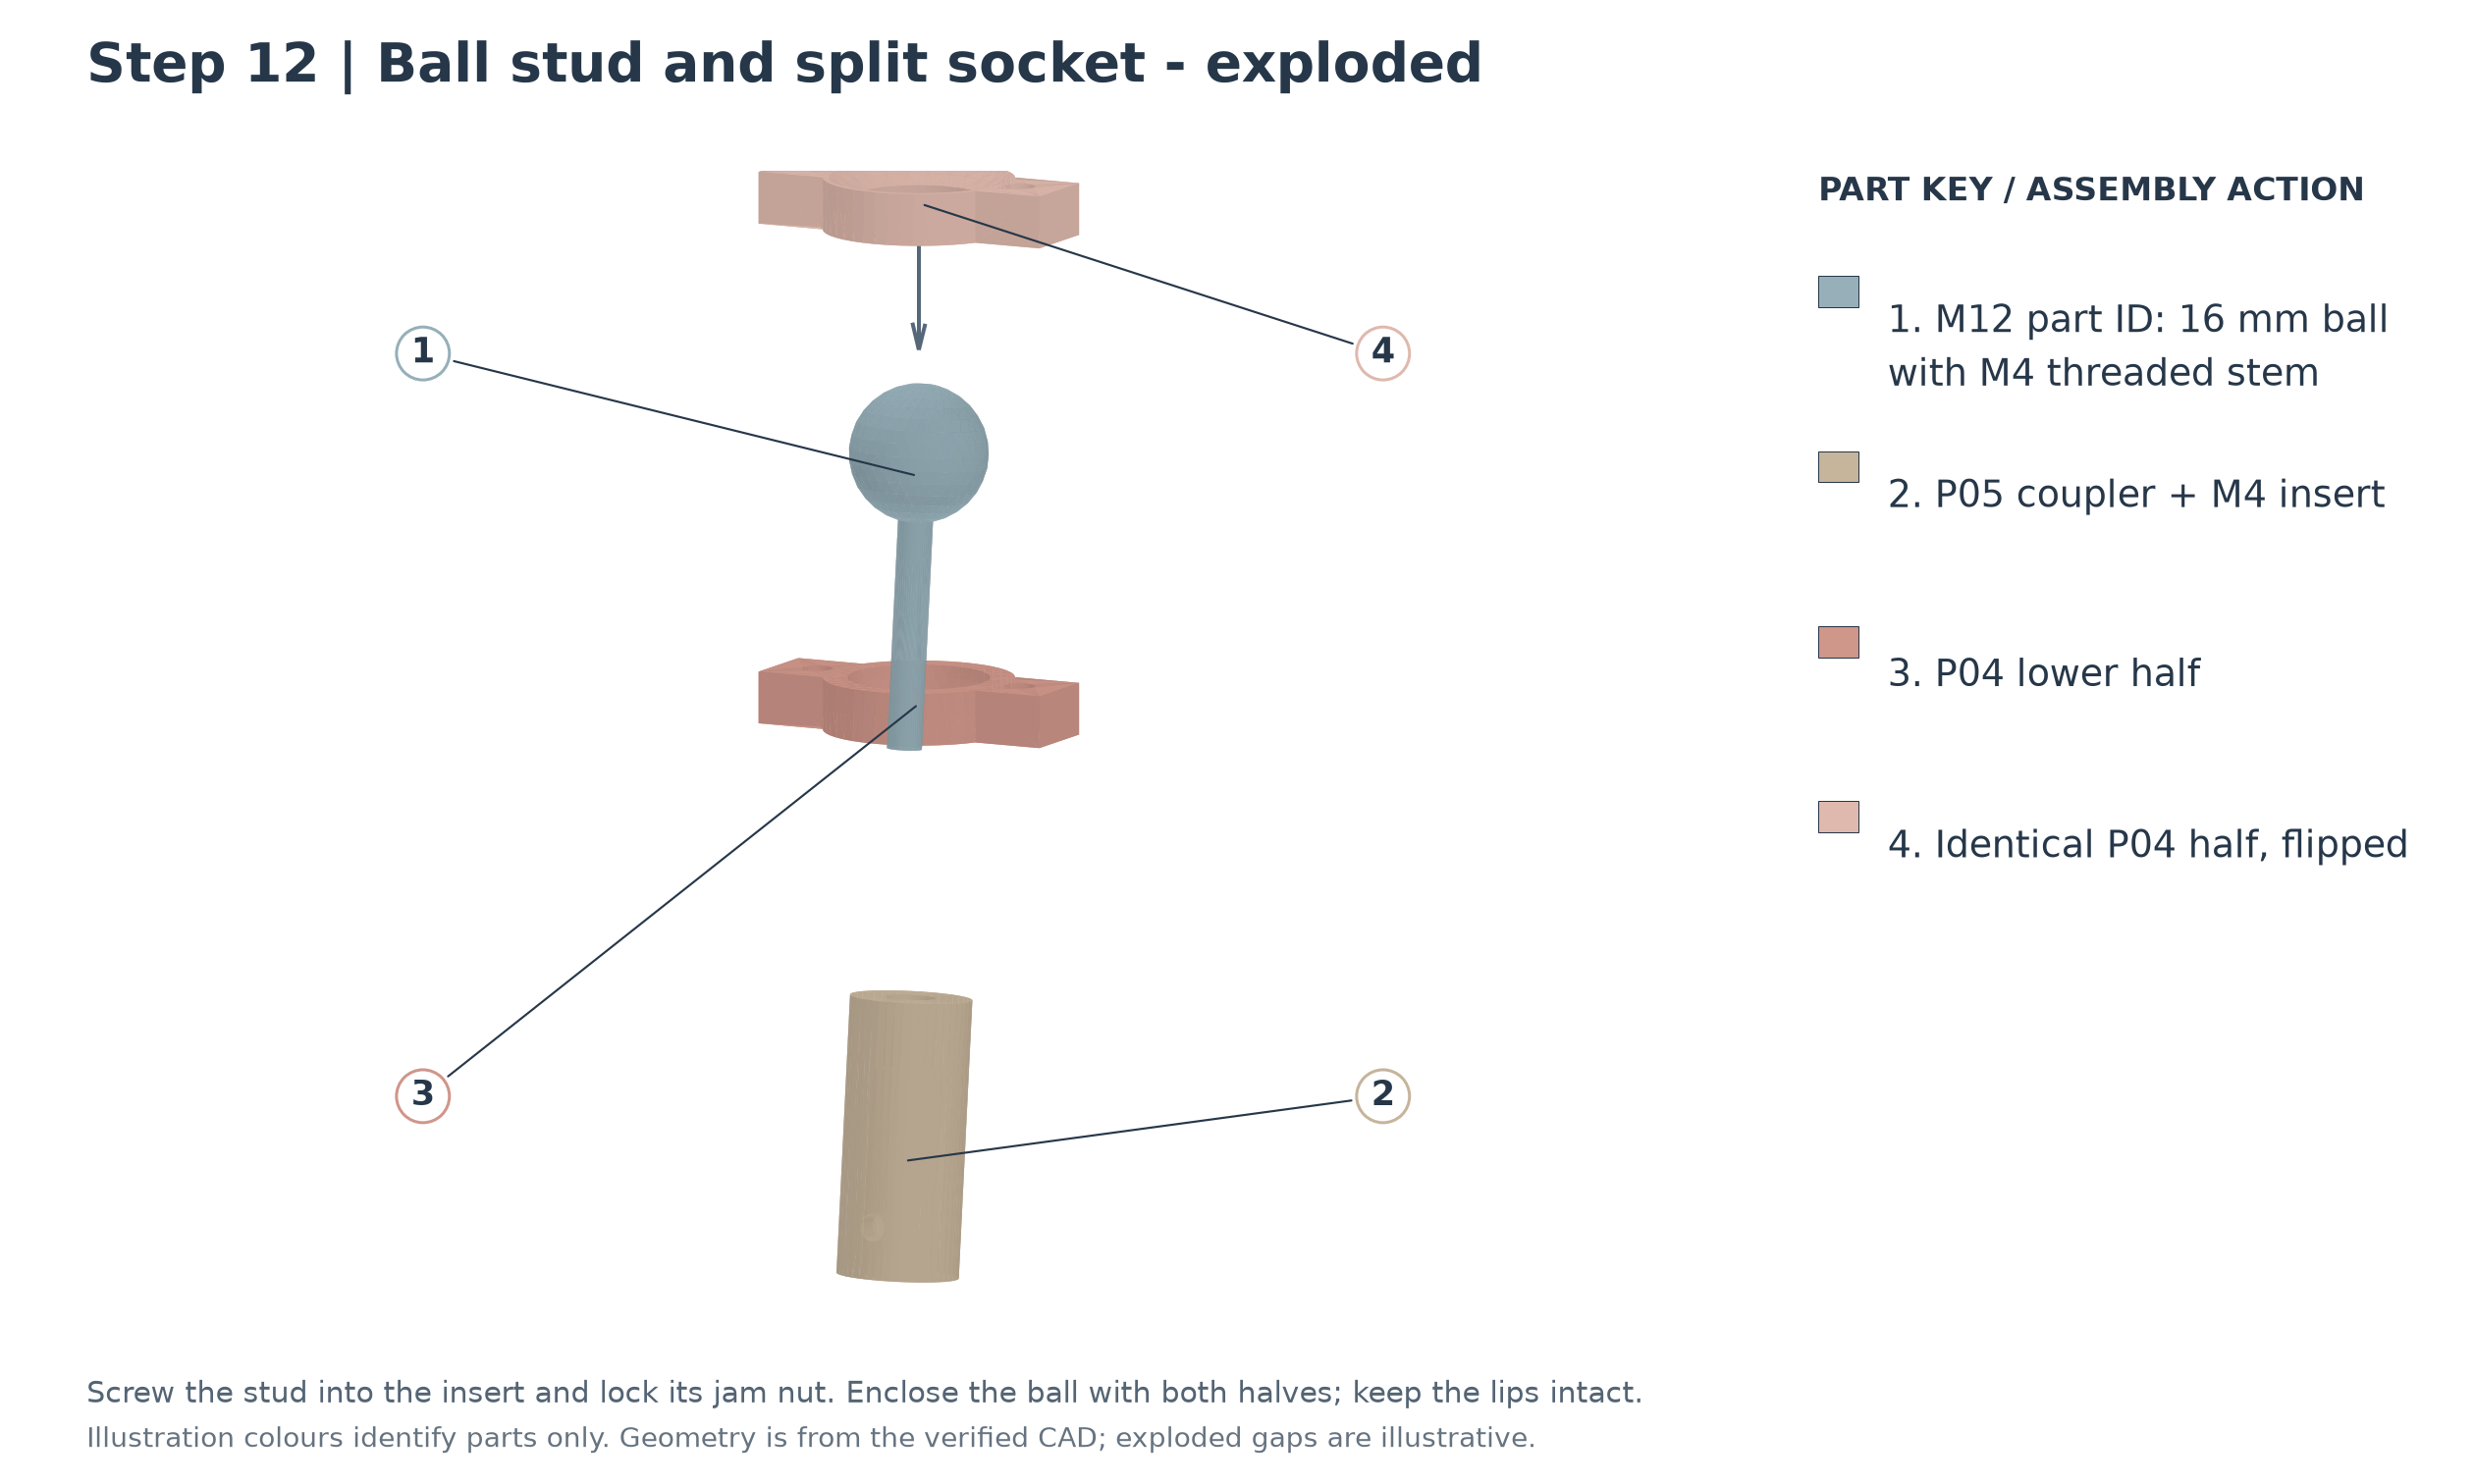 Step 12 | Ball stud and split socket - exploded
PART KEY / ASSEMBLY ACTION
1
4
1. M12 part ID: 16 mm ball
with M4 threaded stem
2. P05 coupler + M4 insert
3. P04 lower half
4. Identical P04 half, flipped
3
2
Screw the stud into the insert and lock its jam nut. Enclose the ball with both halves; keep the lips intact.
Illustration colours identify parts only. Geometry is from the verified CAD; exploded gaps are illustrative.